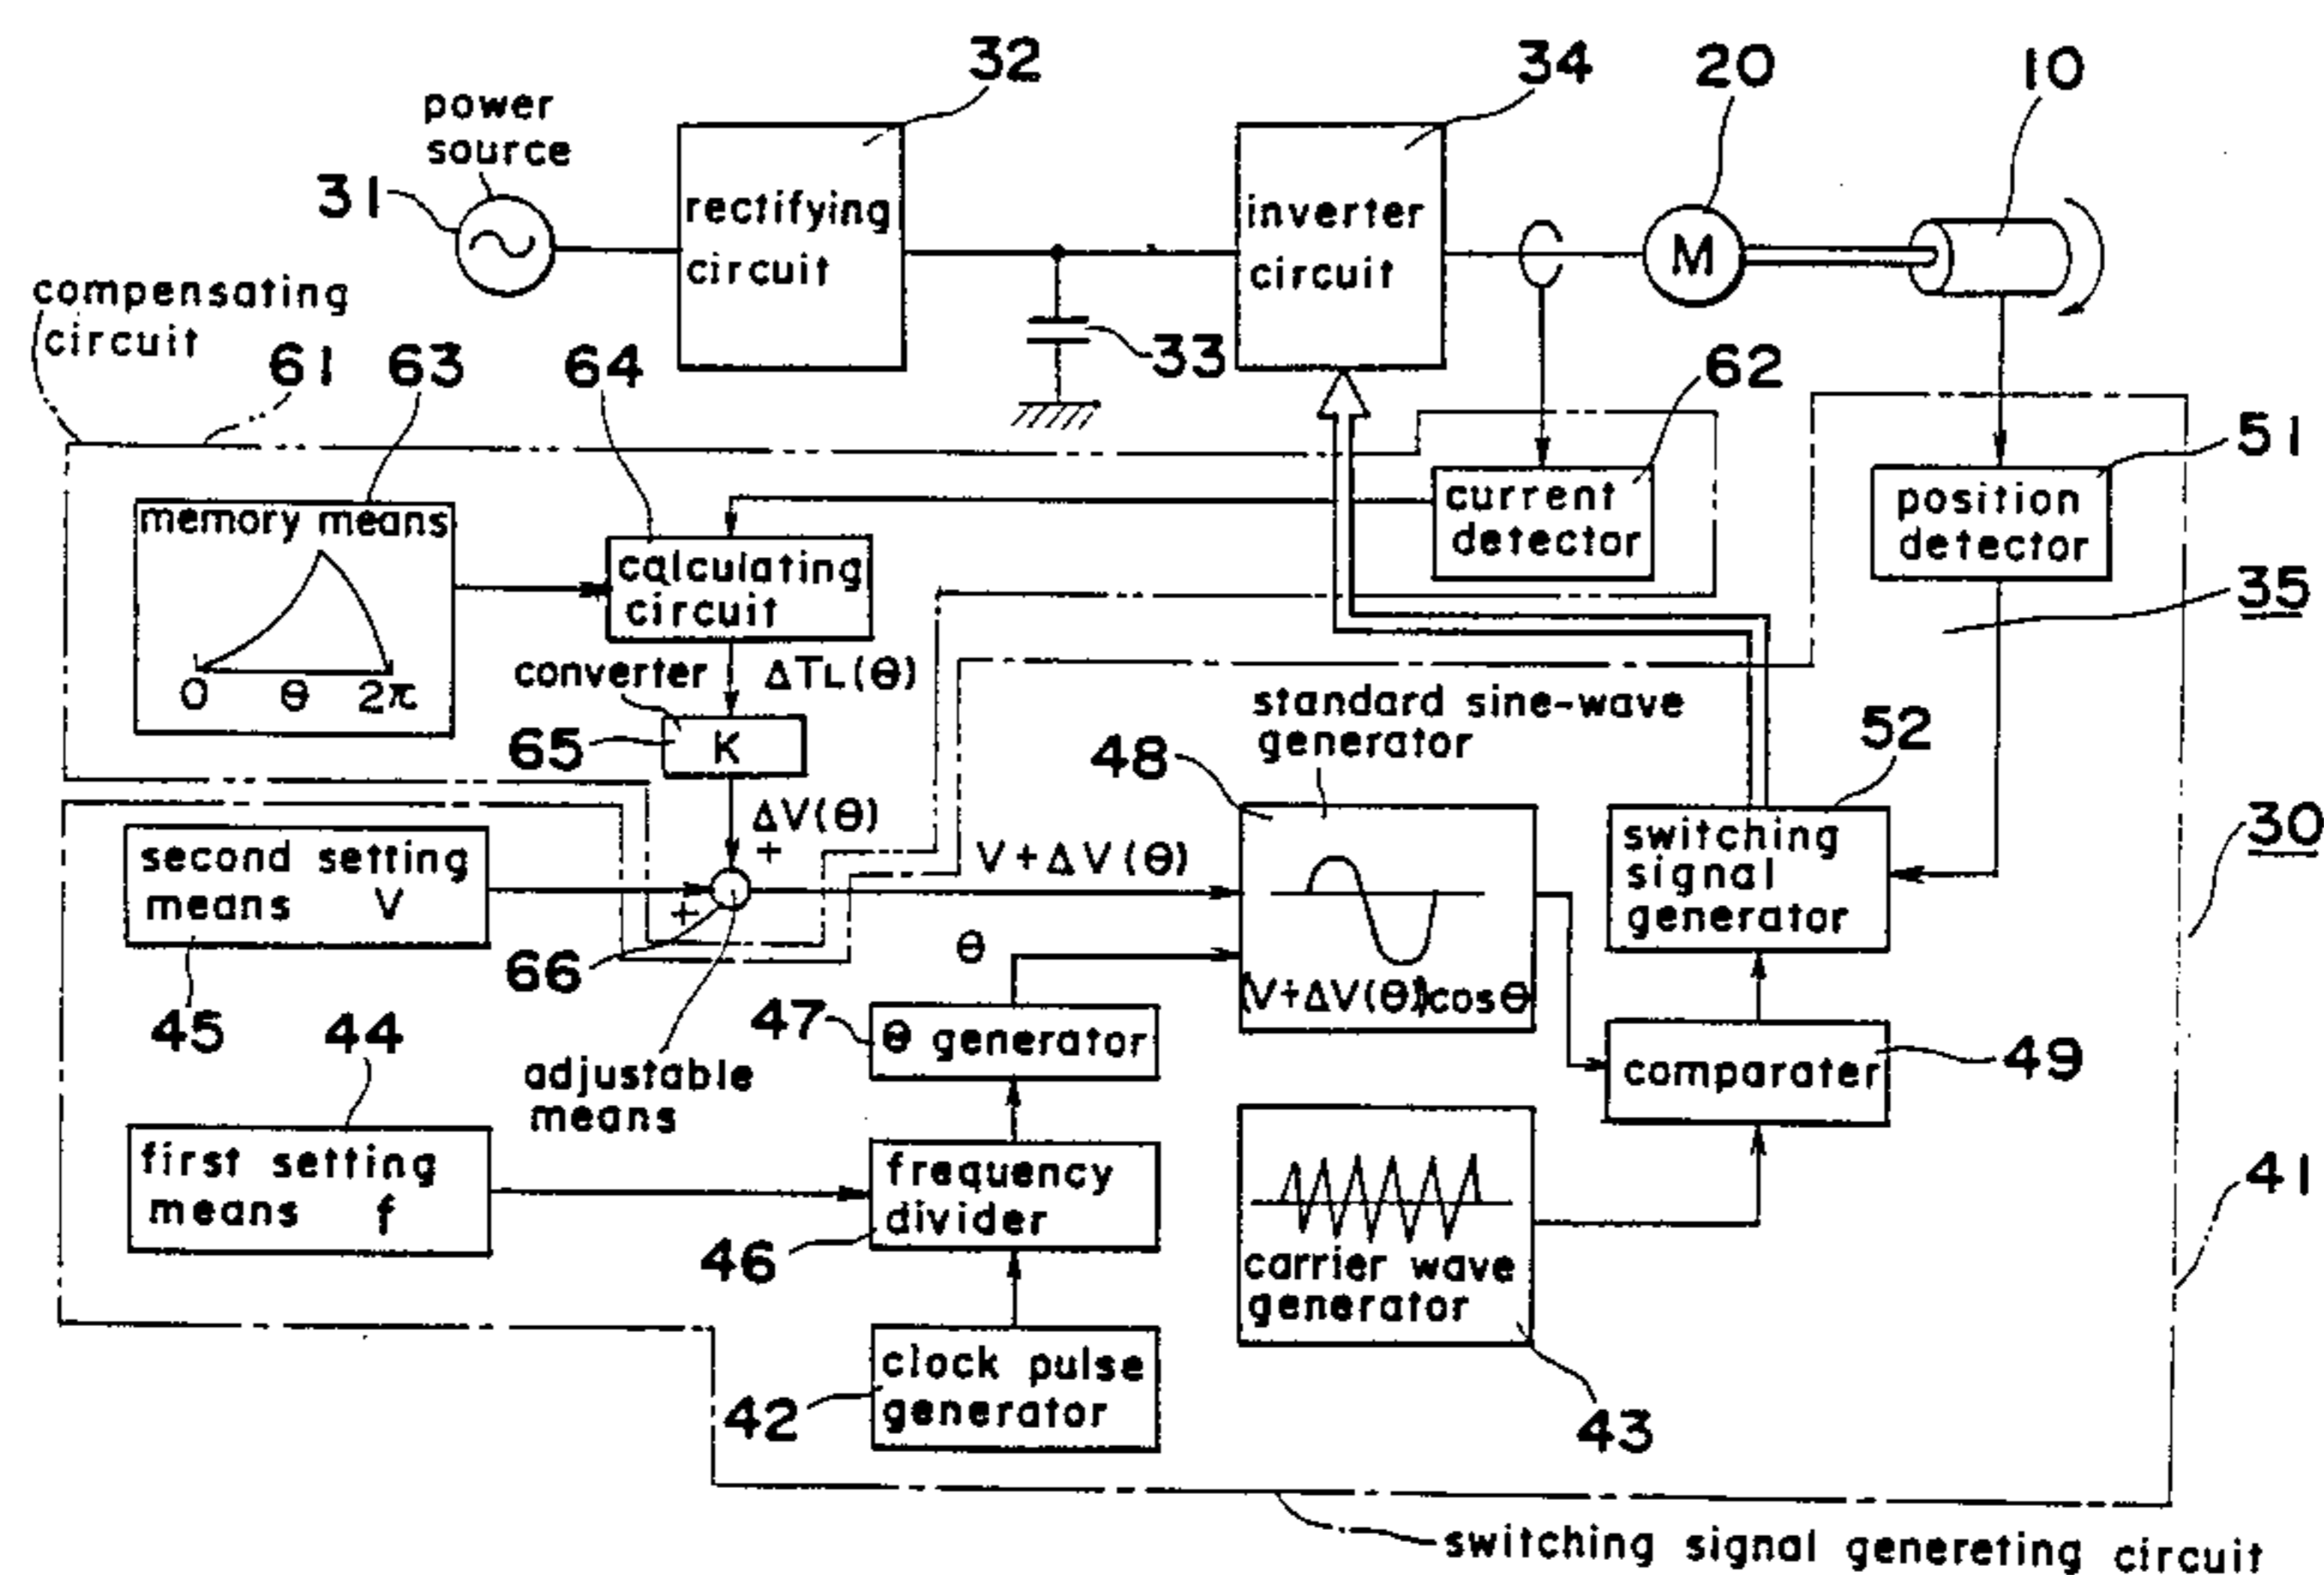 32
34
20
10
power
source
31
rectifying
circuit
inverter
circuit
M
33
compensating
circuit
61
63
64
62
51
memory means
0 θ 2π
calculating
circuit
current
detector
position
detector
35
converter
ΔTL(θ)
65
K
standard sine-wave
generator
48
52
ΔV(θ)
+
second setting
means V
+
V+ΔV(θ)
switching
signal
generator
30
66
θ
(V+ΔV(θ))cosθ
45
44
47
θ generator
comparater
49
adjustable
means
first setting
means f
frequency
divider
46
carrier wave
generator
41
clock pulse
generator
42
43
switching signal genereting circuit